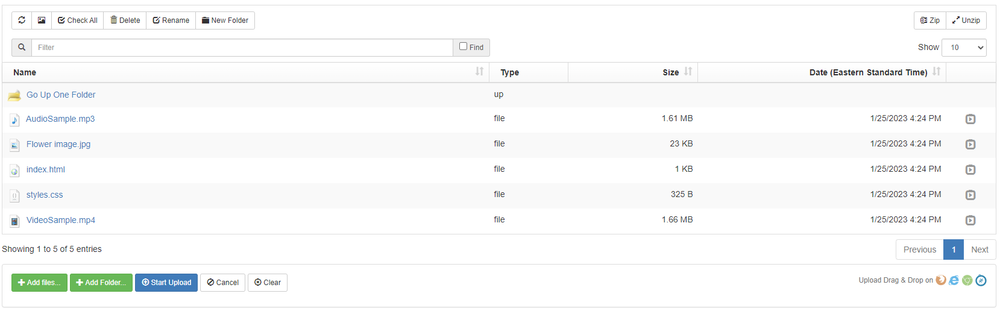 Check All Delete Rename New Folder Zip Unzip
Filter Find Show 10
Name Type Size Date (Eastern Standard Time)
Go Up One Folder up
AudioSample.mp3 file 1.61 MB 1/25/2023 4:24 PM
Flower image.jpg file 23 KB 1/25/2023 4:24 PM
index.html file 1 KB 1/25/2023 4:24 PM
styles.css file 325 B 1/25/2023 4:24 PM
VideoSample.mp4 file 1.66 MB 1/25/2023 4:24 PM
Showing 1 to 5 of 5 entries Previous 1 Next
Add files... Add Folder... Start Upload Cancel Clear Upload Drag & Drop on